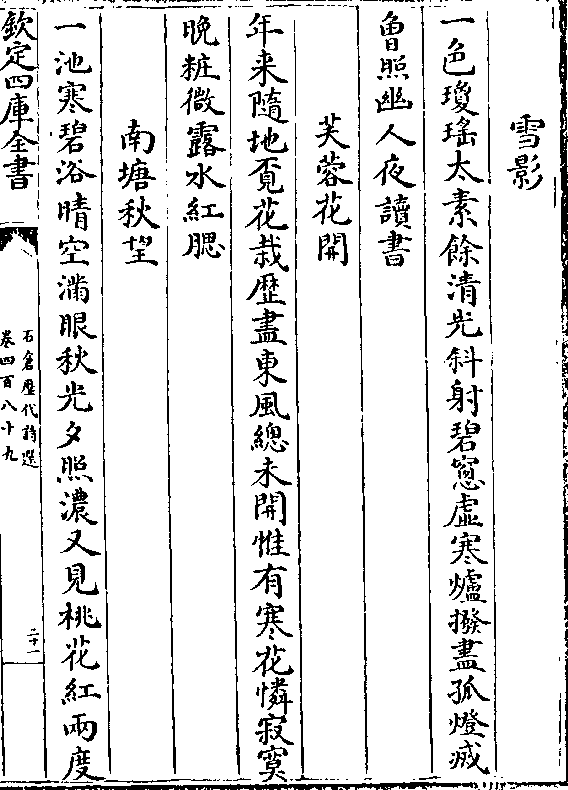 雪影
一色瓊瑤太素餘清光斜射碧窻虛寒爐撥盡孤燈滅
曾照幽人夜讀書
芙蓉花開
年来隨地覔花栽歴盡東風總未開惟有寒花憐寂寞
晚粧微露水紅腮
南塘秋望
一池寒碧浴晴空滿眼秋光夕照濃又見桃花紅兩度
欽定四庫全書
石倉歴代詩選
卷四百八十九
二十一